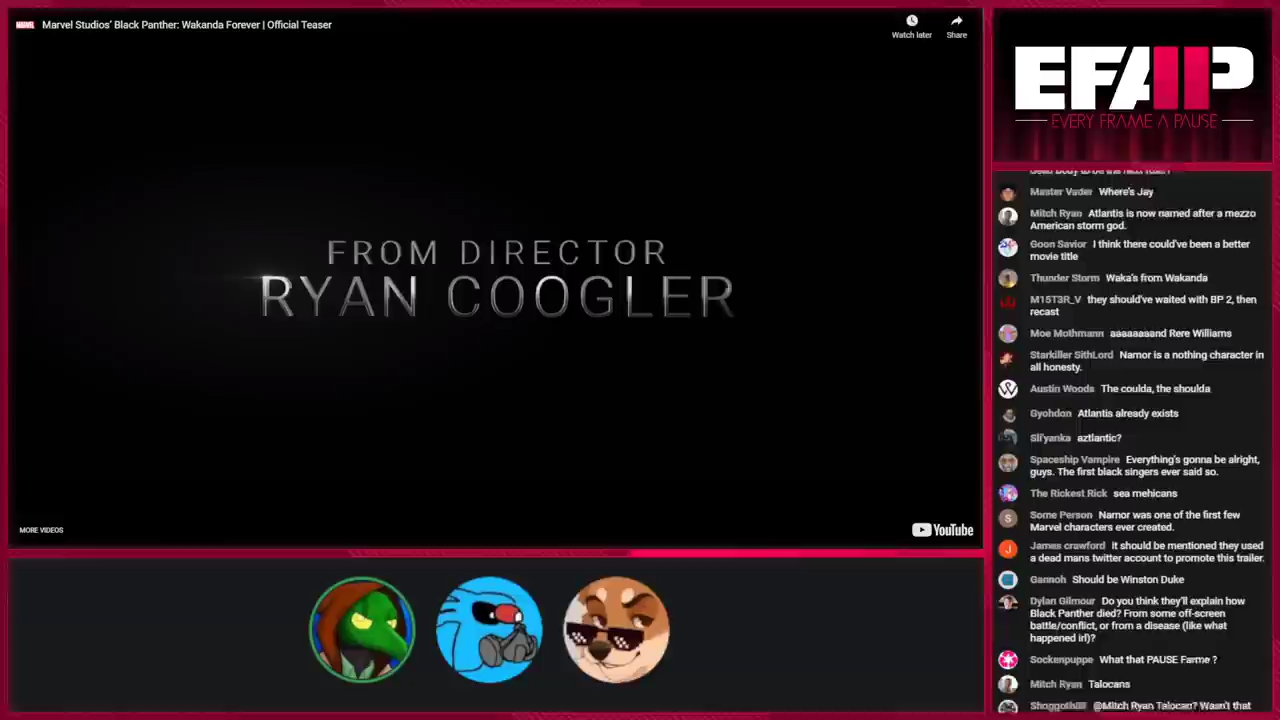 MARVEL Marvel Studios' Black Panther: Wakanda Forever | Official Teaser
Watch later
Share
FROM DIRECTOR
RYAN COOGLER
MORE VIDEOS
YouTube
EFAP
EVERY FRAME A PAUSE
Master Vader Where's Jay
Mitch Ryan Atlantis is now named after a mezzo
American storm god.
Goon Savior I think there could've been a better
movie title
Thunder Storm Waka's from Wakanda
M15T3R_V they should've waited with BP 2, then
recast
Moe Mothmann aaaaaaaand Rere Williams
Starkiller SithLord Namor is a nothing character in
all honesty.
Austin Woods The coulda, the shoulda
Gyohdon Atlantis already exists
Sli'yanka aztlantic?
Spaceship Vampire Everything's gonna be alright,
guys. The first black singers ever said so.
The Rickest Rick sea mehicans
S
Some Person Namor was one of the first few
Marvel characters ever created.
J
James crawford it should be mentioned they used
a dead mans twitter account to promote this trailer.
Gannoh Should be Winston Duke
Dylan Gilmour Do you think they'll explain how
Black Panther died? From some off-screen
battle/conflict, or from a disease (like what
happened irl)?
Sockenpuppe What that PAUSE Farme ?
Mitch Ryan Talocans
@Mitch Ryan Talocan? Wasn't that